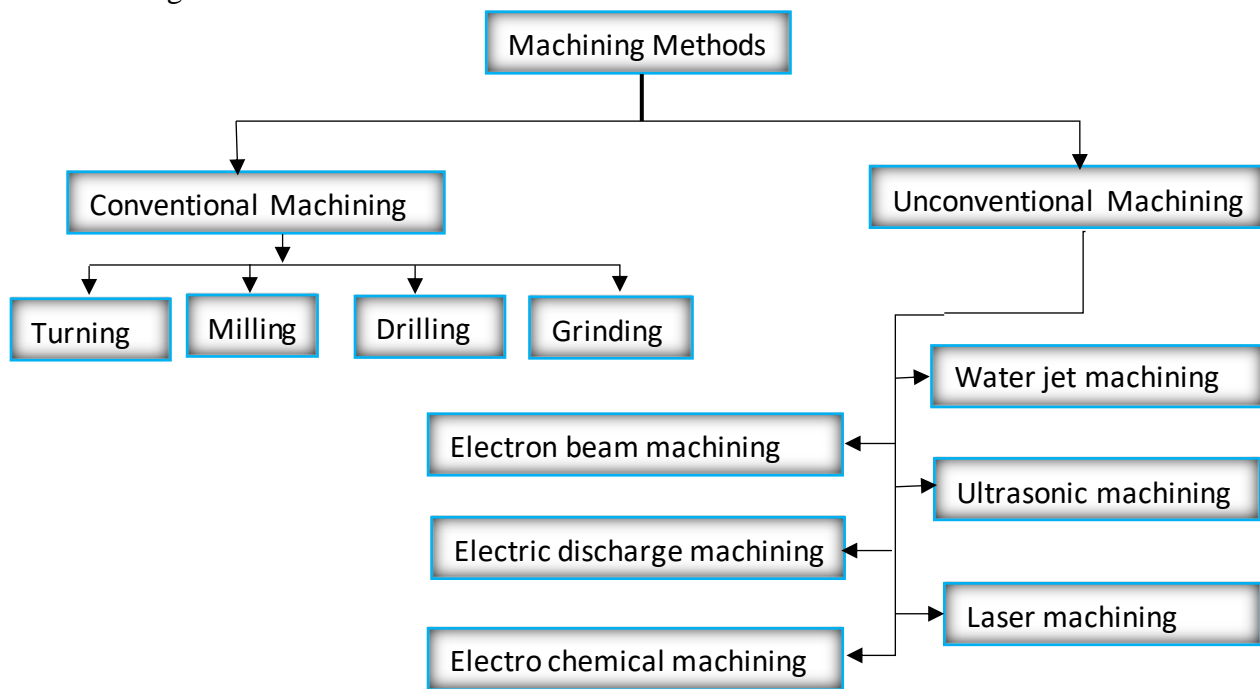 Machining Methods
Conventional Machining
Unconventional Machining
Turning
Milling
Drilling
Grinding
Water jet machining
Electron beam machining
Ultrasonic machining
Electric discharge machining
Laser machining
Electro chemical machining